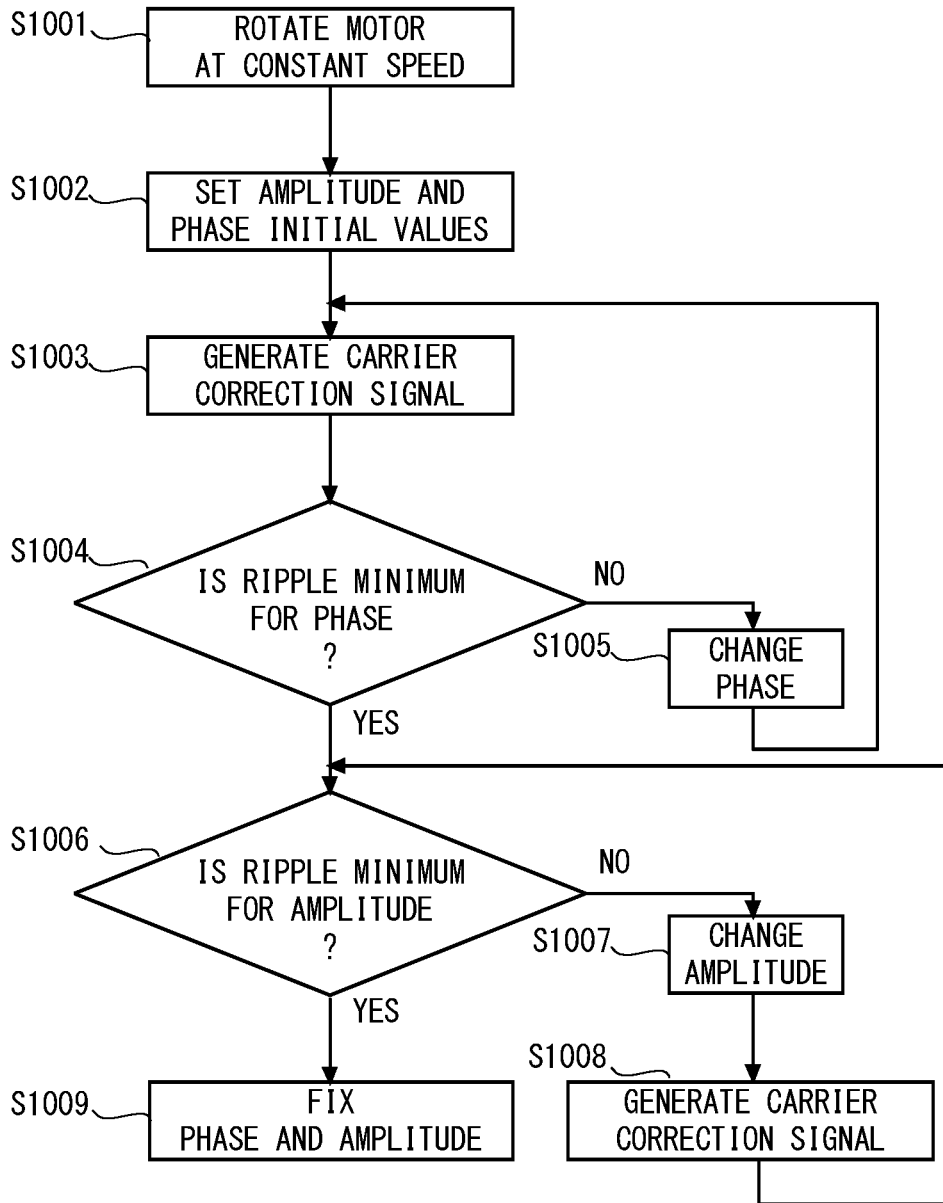 S1001
ROTATE MOTOR
AT CONSTANT SPEED
S1002
SET AMPLITUDE AND
PHASE INITIAL VALUES
S1003
GENERATE CARRIER
CORRECTION SIGNAL
S1004
IS RIPPLE MINIMUM
FOR PHASE
?
NO
S1005
CHANGE
PHASE
YES
S1006
IS RIPPLE MINIMUM
FOR AMPLITUDE
?
NO
S1007
CHANGE
AMPLITUDE
YES
S1008
GENERATE CARRIER
CORRECTION SIGNAL
S1009
FIX
PHASE AND AMPLITUDE